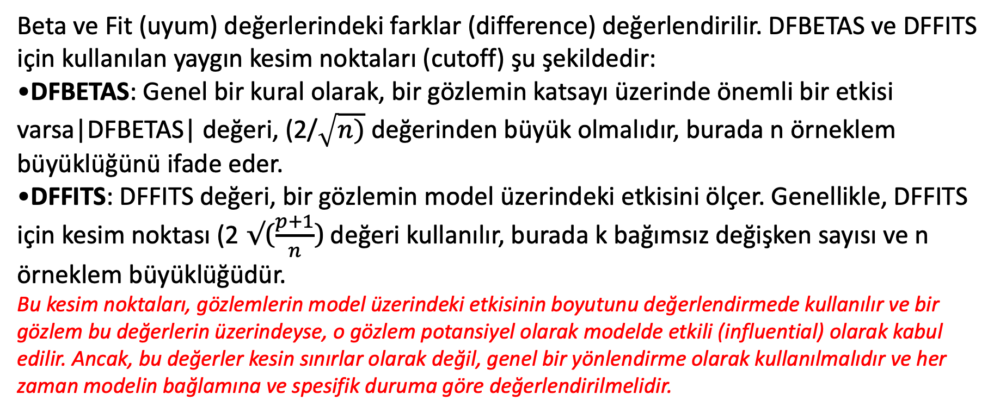 Beta ve Fit (uyum) değerlerindeki farklar (difference) değerlendirilir. DFBETAS ve DFFITS
için kullanılan yaygın kesim noktaları (cutoff) şu şekildedir:
•DFBETAS: Genel bir kural olarak, bir gözlemin katsayı üzerinde önemli bir etkisi
varsa|DFBETAS| değeri, (2/√n) değerinden büyük olmalıdır, burada n örneklem
büyüklüğünü ifade eder.
•DFFITS: DFFITS değeri, bir gözlemin model üzerindeki etkisini ölçer. Genellikle, DFFITS
için kesim noktası (2 √(p+1/n) değeri kullanılır, burada k bağımsız değişken sayısı ve n
örneklem büyüklüğüdür.
Bu kesim noktaları, gözlemlerin model üzerindeki etkisinin boyutunu değerlendirmede kullanılır ve bir
gözlem bu değerlerin üzerindeyse, o gözlem potansiyel olarak modelde etkili (influential) olarak kabul
edilir. Ancak, bu değerler kesin sınırlar olarak değil, genel bir yönlendirme olarak kullanılmalıdır ve her
zaman modelin bağlamına ve spesifik duruma göre değerlendirilmelidir.